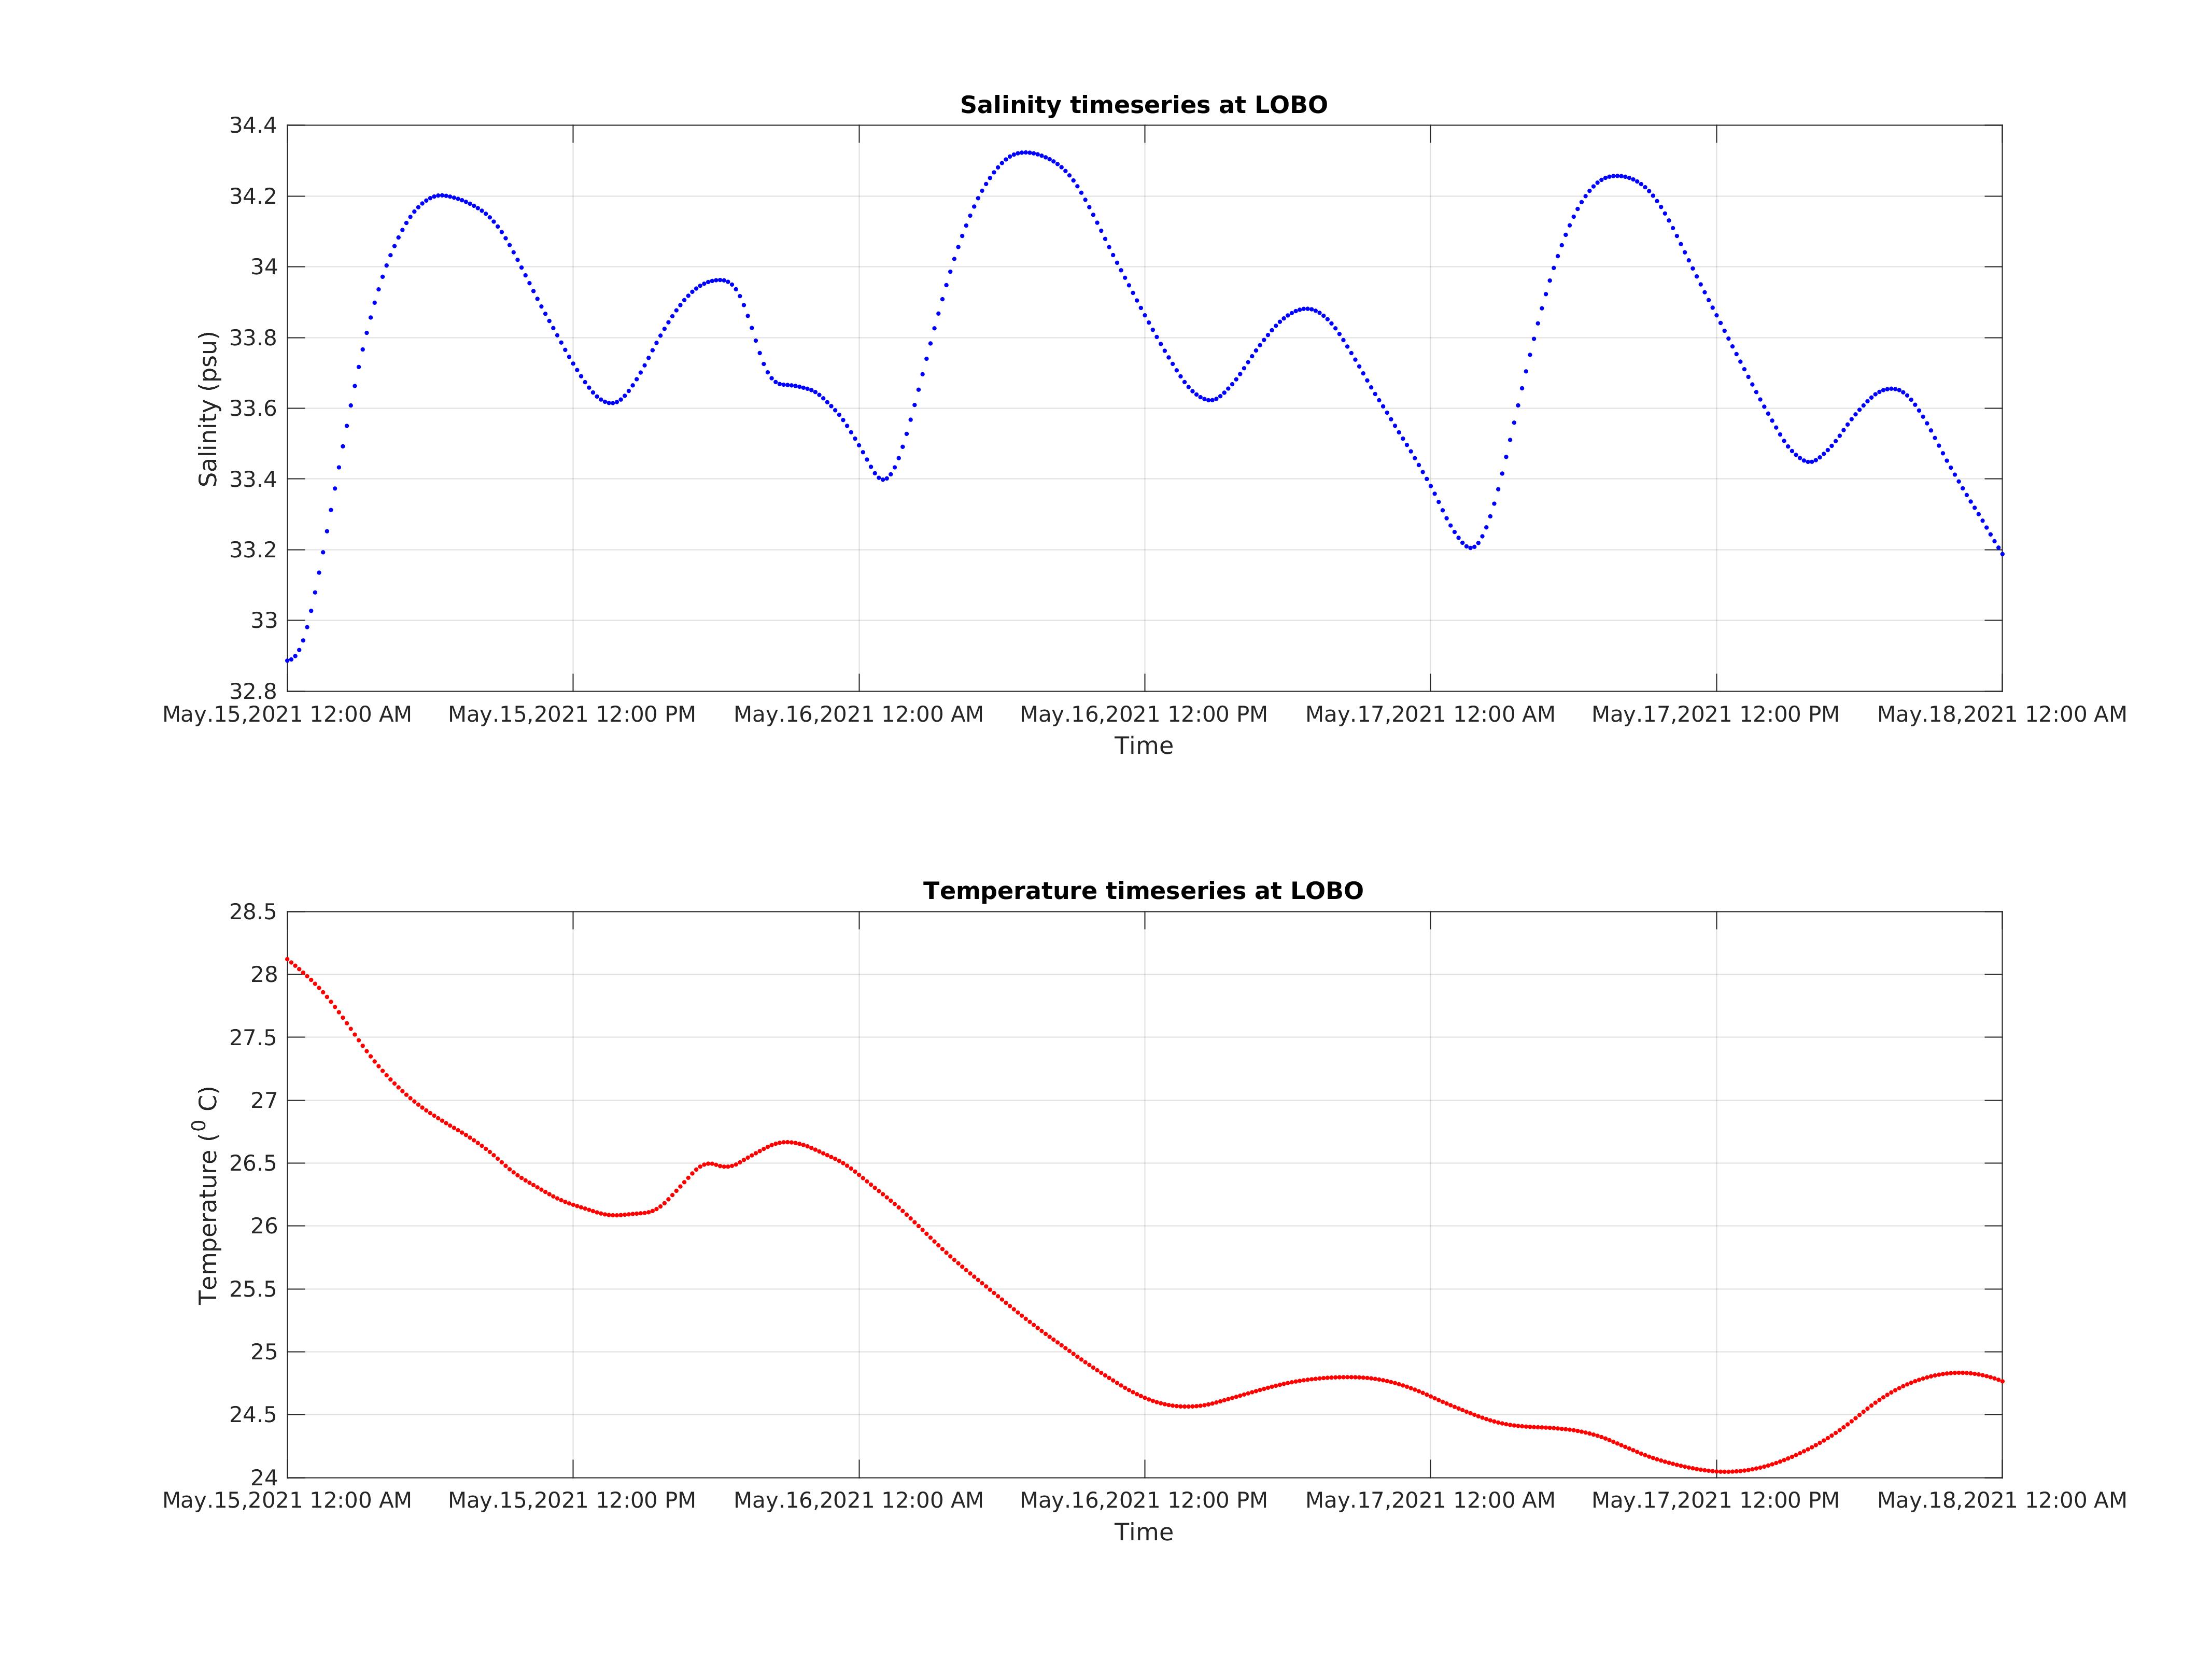 Salinity timeseries at LOBO
34.4
34.2
34
33.8
33.6
33.4
33.2
33
32.8
Salinity (psu)
May.15,2021 12:00 AM May.15,2021 12:00 PM May.16,2021 12:00 AM May.16,2021 12:00 PM May.17,2021 12:00 AM May.17,2021 12:00 PM May.18,2021 12:00 AM
Time
Temperature timeseries at LOBO
28.5
28
27.5
27
26.5
26
25.5
25
24.5
24
Temperature (⁰ C)
May.15,2021 12:00 AM May.15,2021 12:00 PM May.16,2021 12:00 AM May.16,2021 12:00 PM May.17,2021 12:00 AM May.17,2021 12:00 PM May.18,2021 12:00 AM
Time